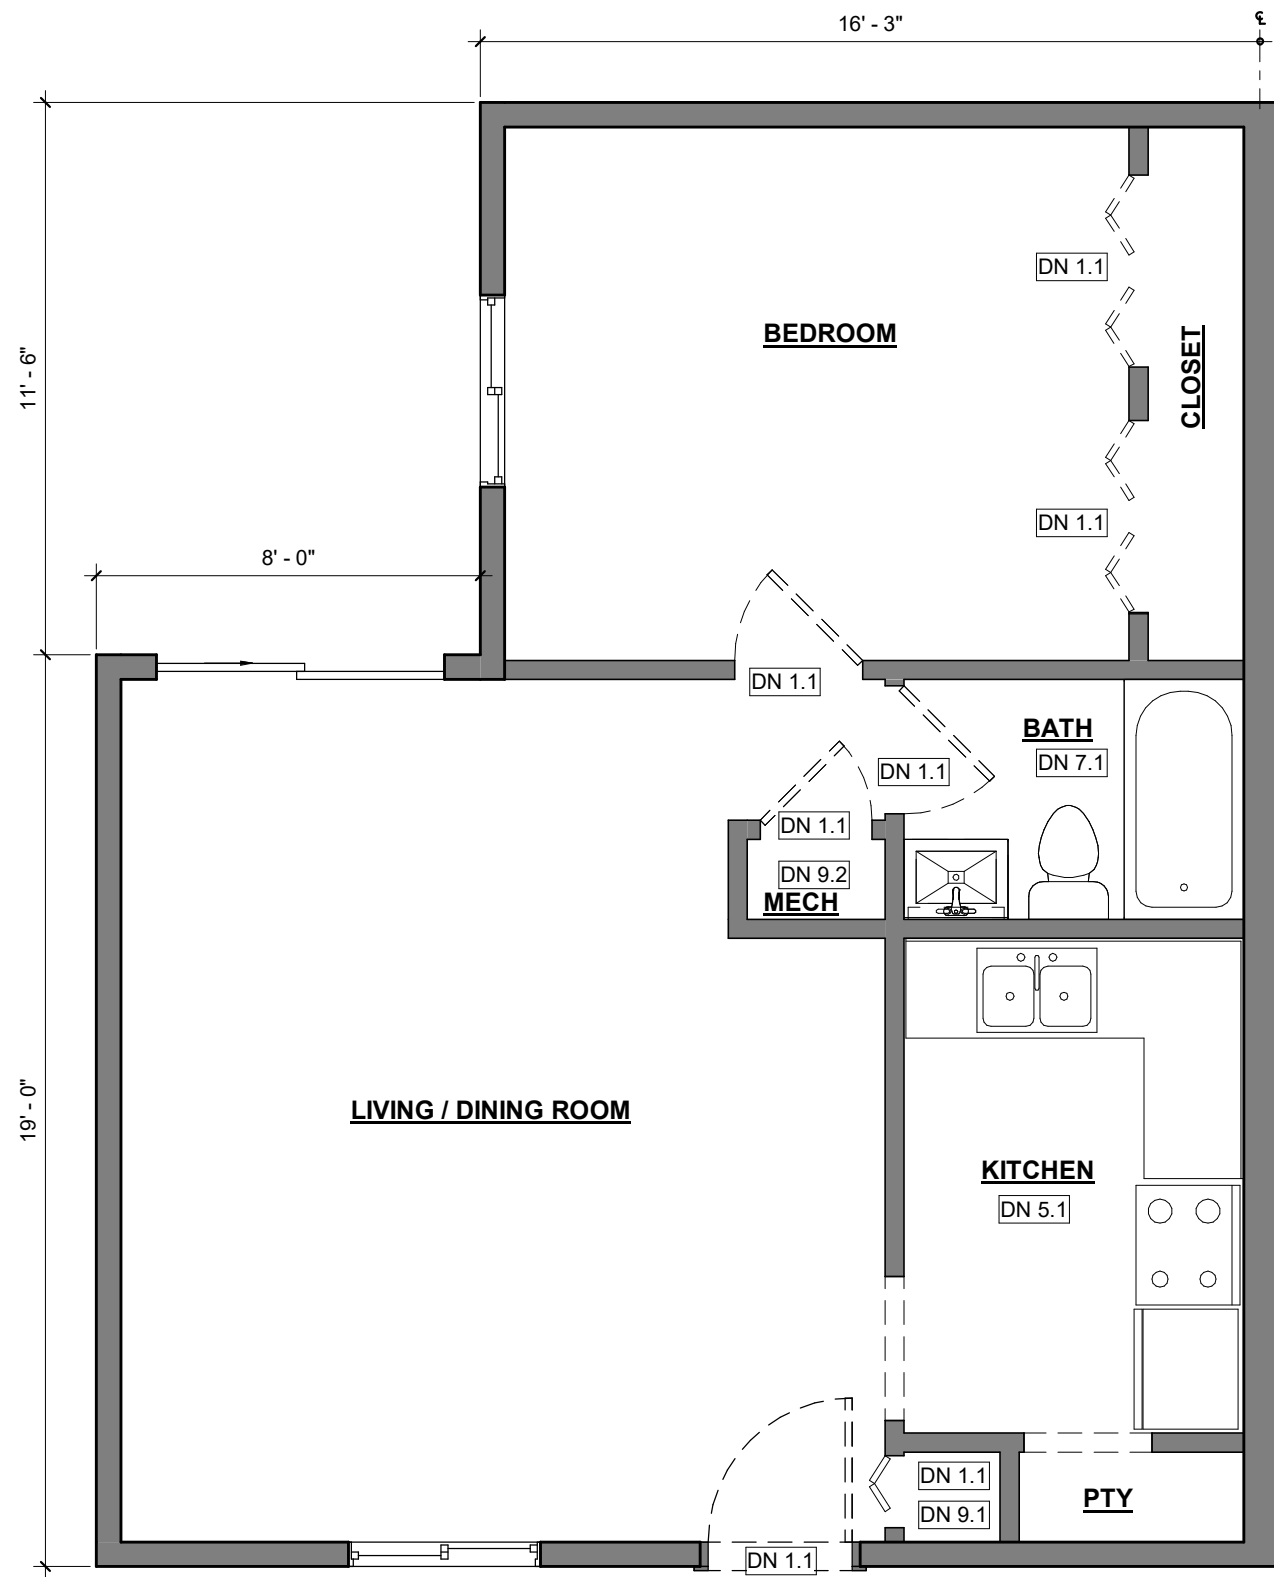 16' - 3"
℄
11' - 6"
DN 1.1
BEDROOM
CLOSET
DN 1.1
8' - 0"
DN 1.1
BATH
DN 7.1
DN 1.1
DN 1.1
DN 9.2
MECH
19' - 0"
LIVING / DINING ROOM
KITCHEN
DN 5.1
DN 1.1
DN 9.1
PTY
DN 1.1